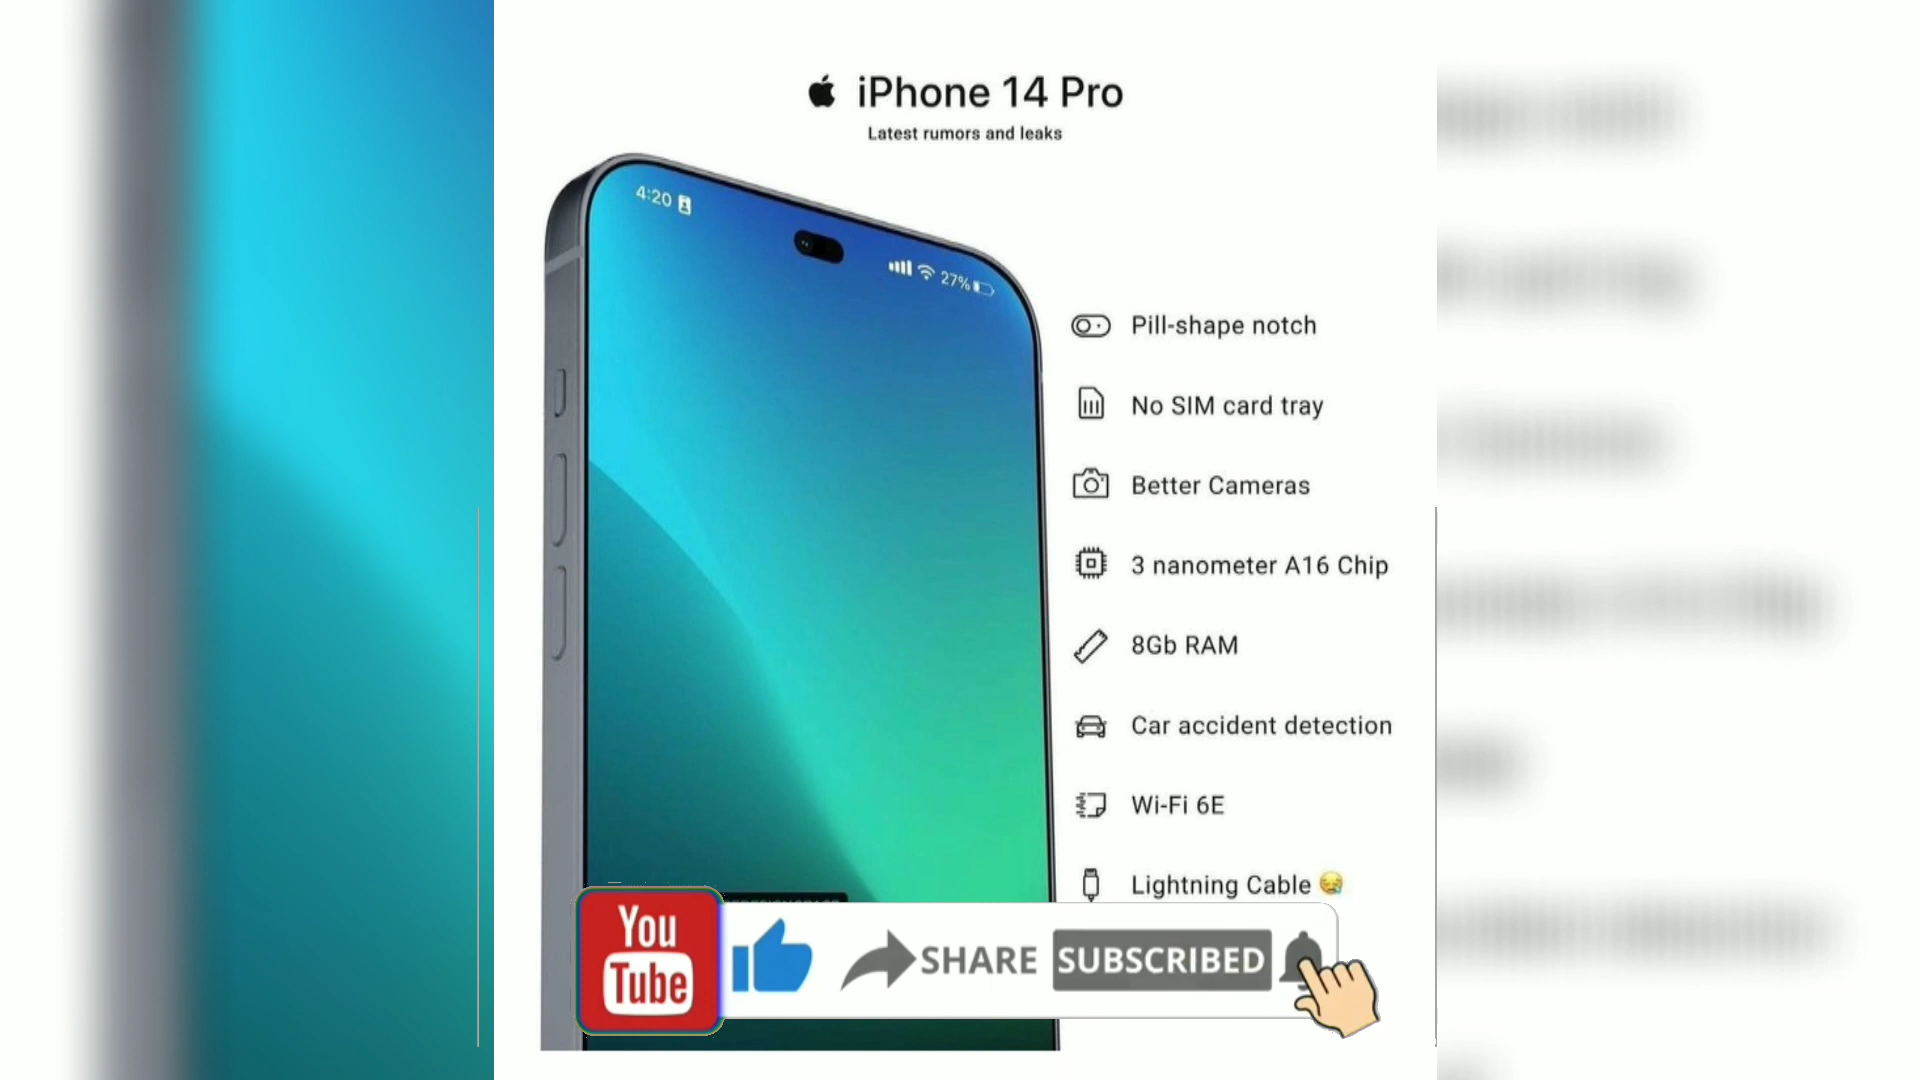 iPhone 14 Pro
Latest rumors and leaks
4:20
27%
Pill-shape notch
No SIM card tray
Better Cameras
3 nanometer A16 Chip
8Gb RAM
Car accident detection
Wi-Fi 6E
Lightning Cable 😪
You
Tube
SHARE
SUBSCRIBED